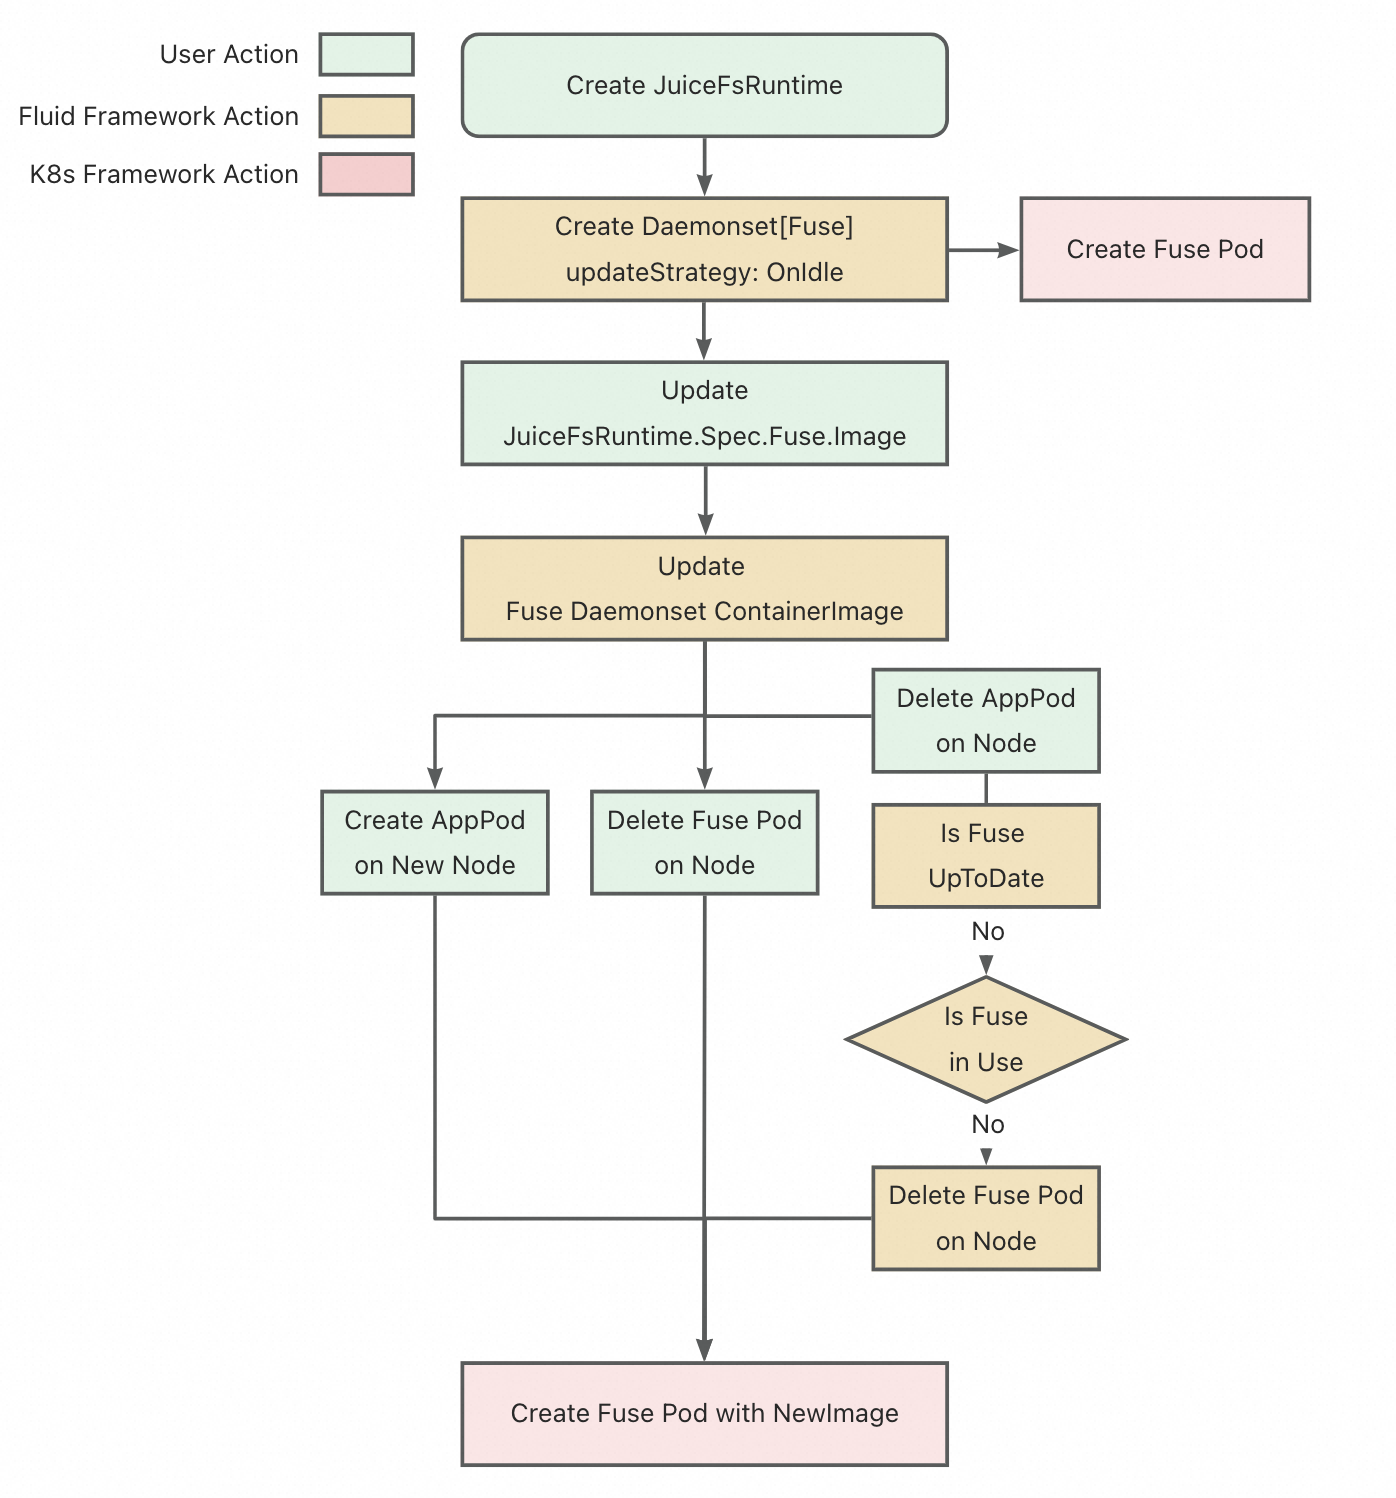 User Action
Fluid Framework Action
K8s Framework Action
Create JuiceFsRuntime
Create Daemonset[Fuse]
updateStrategy: OnIdle
Create Fuse Pod
Update
JuiceFsRuntime.Spec.Fuse.Image
Update
Fuse Daemonset ContainerImage
Delete AppPod
on Node
Create AppPod
on New Node
Delete Fuse Pod
on Node
Is Fuse
UpToDate
No
Is Fuse
in Use
No
Delete Fuse Pod
on Node
Create Fuse Pod with NewImage